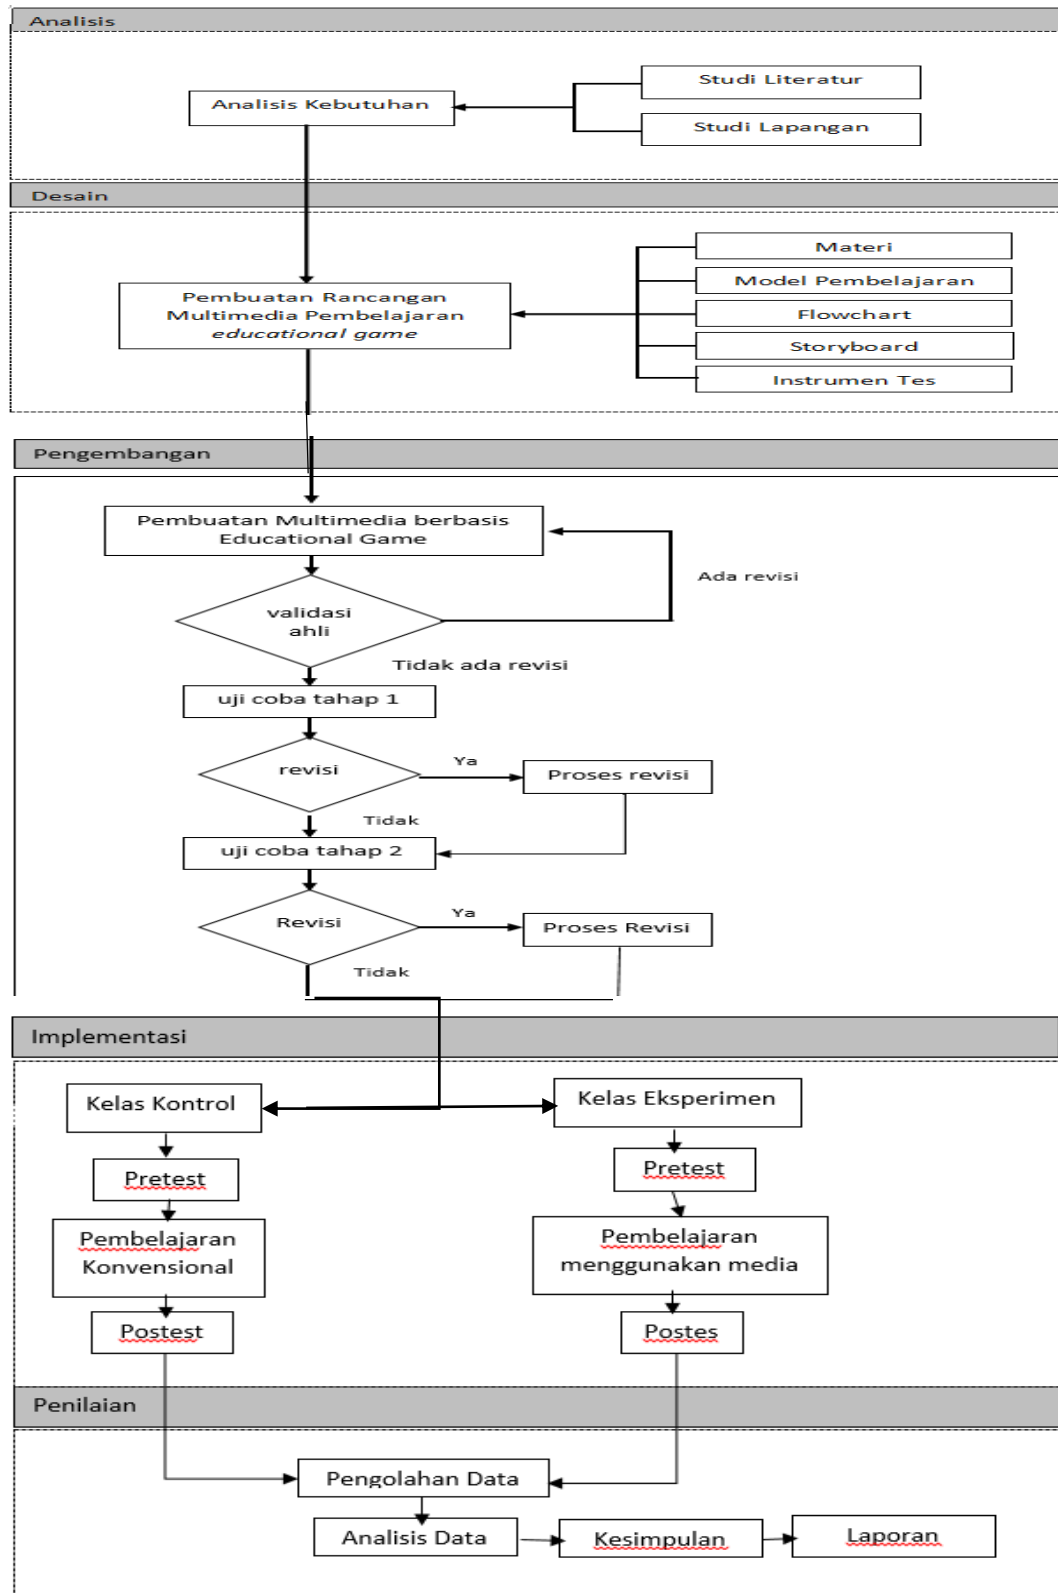 Analisis
Studi Literatur
Analisis Kebutuhan
Studi Lapangan
Desain
Materi
Model Pembelajaran
Flowchart
Storyboard
Instrumen Tes
Pembuatan Rancangan
Multimedia Pembelajaran
educational game
Pengembangan
Pembuatan Multimedia berbasis
Educational Game
Ada revisi
validasi
ahli
Tidak ada revisi
uji coba tahap 1
revisi
Ya
Proses revisi
Tidak
uji coba tahap 2
Revisi
Ya
Proses Revisi
Tidak
Implementasi
Kelas Kontrol
Pretest
Pembelajaran
Konvensional
Postest
Kelas Eksperimen
Pretest
Pembelajaran
menggunakan media
Postes
Penilaian
Pengolahan Data
Analisis Data
Kesimpulan
Laporan